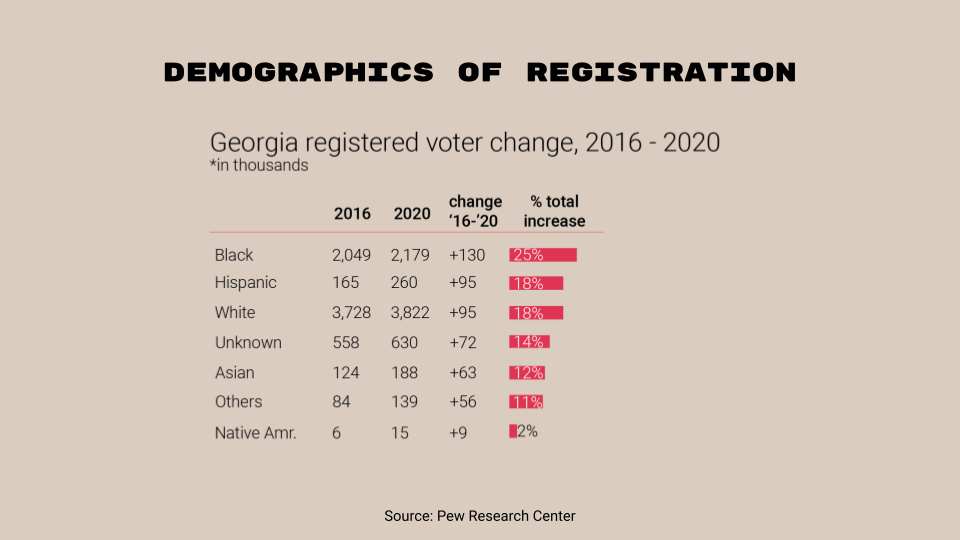 DEMOGRAPHICS OF REGISTRATION
Georgia registered voter change, 2016 - 2020
*in thousands
2016 2020 change ‘16-’20 % total increase
Black 2,049 2,179 +130 25%
Hispanic 165 260 +95 18%
White 3,728 3,822 +95 18%
Unknown 558 630 +72 14%
Asian 124 188 +63 12%
Others 84 139 +56 11%
Native Amr. 6 15 +9 2%
Source: Pew Research Center